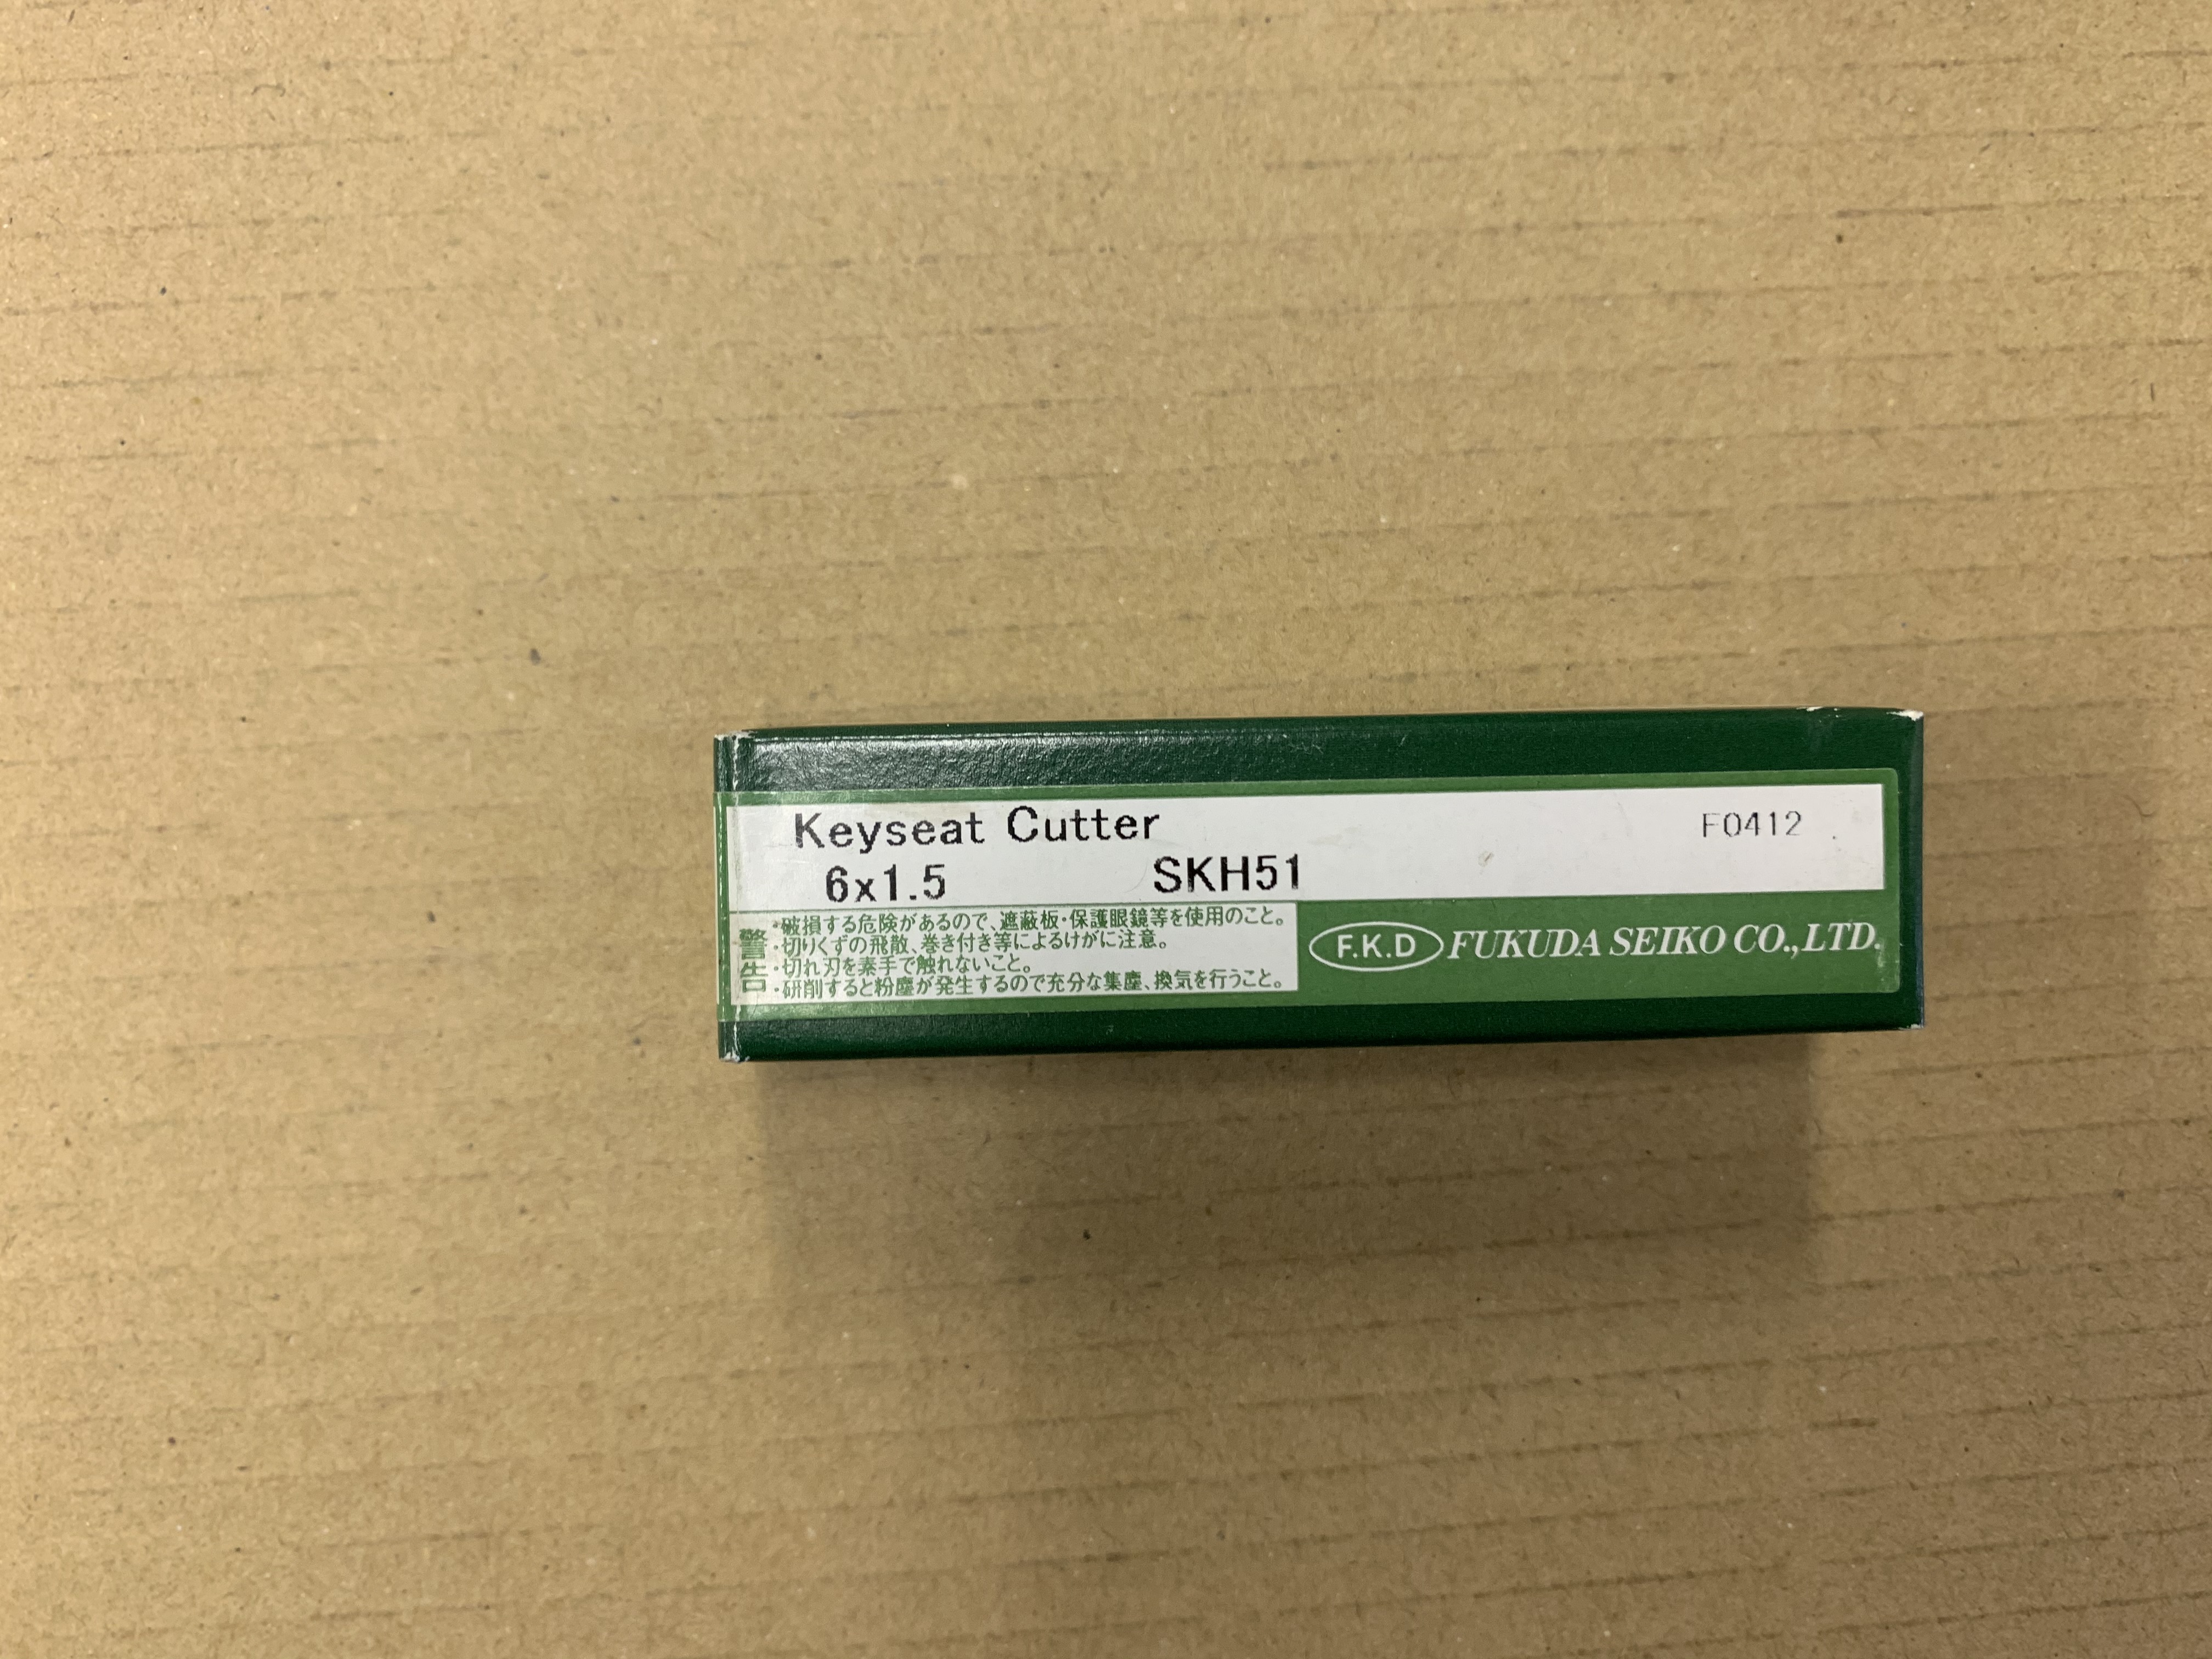 Keyseat Cutter F0412
6x1.5 SKH51
警告
・破損する危険があるので、遮蔽板・保護眼鏡等を使用のこと。
・切りくずの飛散、巻き付き等によるけがに注意。
・切れ刃を素手で触れないこと。
・研削すると粉塵が発生するので充分な集塵、換気を行うこと。
F.K.D FUKUDA SEIKO CO.,LTD.